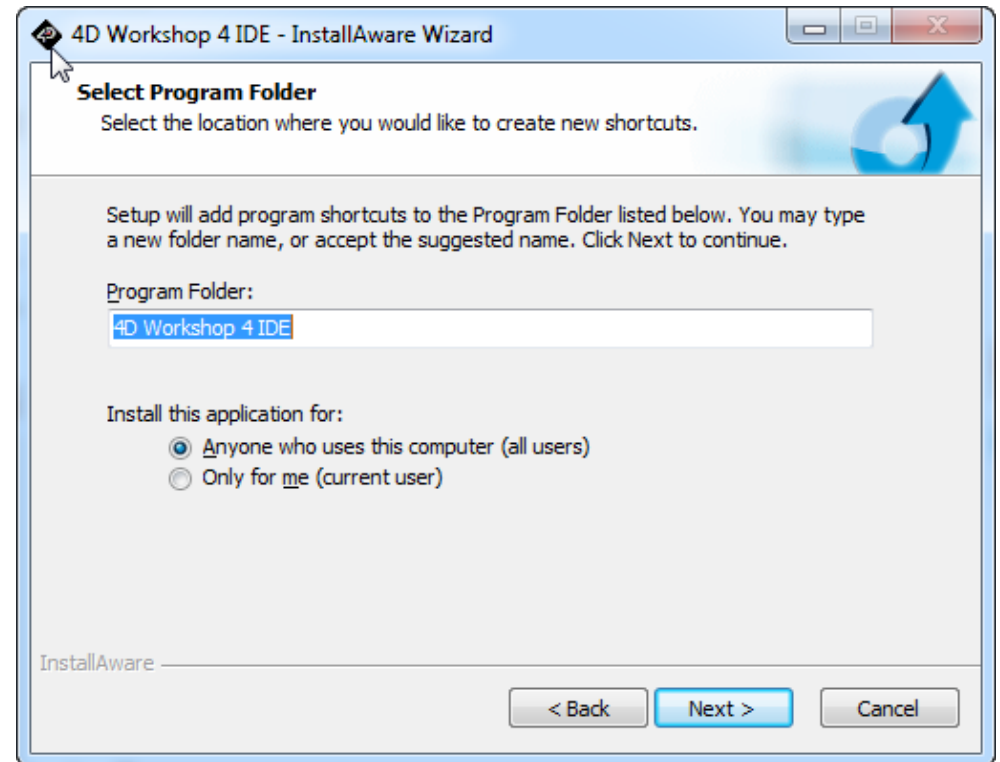 4D Workshop 4 IDE - InstallAware Wizard
Select Program Folder
Select the location where you would like to create new shortcuts.
Setup will add program shortcuts to the Program Folder listed below. You may type
a new folder name, or accept the suggested name. Click Next to continue.
Program Folder:
4D Workshop 4 IDE
Install this application for:
Anyone who uses this computer (all users)
Only for me (current user)
InstallAware
< Back
Next >
Cancel